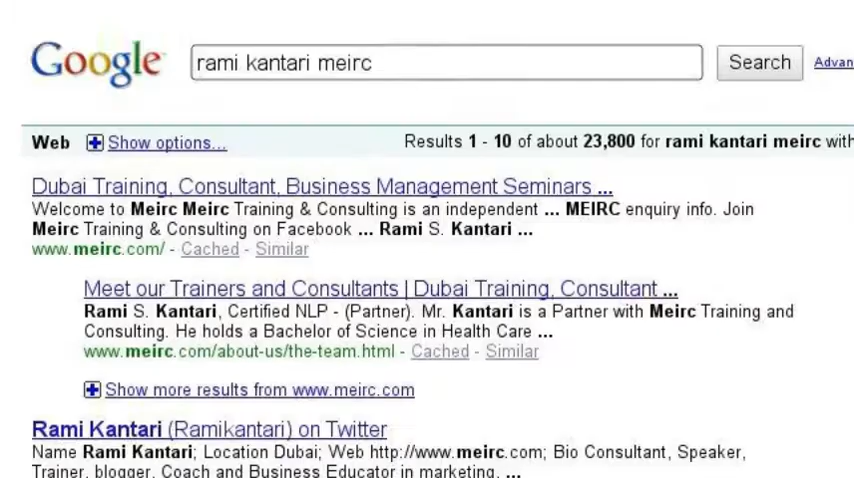 Google rami kantari meirc Search Advan
Web Show options... Results 1 - 10 of about 23,800 for rami kantari meirc with
Dubai Training, Consultant, Business Management Seminars ...
Welcome to Meirc Meirc Training & Consulting is an independent ... MEIRC enquiry info. Join
Meirc Training & Consulting on Facebook ... Rami S. Kantari ...
www.meirc.com/ - Cached - Similar
Meet our Trainers and Consultants | Dubai Training, Consultant ...
Rami S. Kantari, Certified NLP - (Partner). Mr. Kantari is a Partner with Meirc Training and
Consulting. He holds a Bachelor of Science in Health Care ...
www.meirc.com/about-us/the-team.html - Cached - Similar
Show more results from www.meirc.com
Rami Kantari (Ramikantari) on Twitter
Name Rami Kantari; Location Dubai; Web http://www.meirc.com; Bio Consultant, Speaker,
Trainer, blogger, Coach and Business Educator in marketing, ...